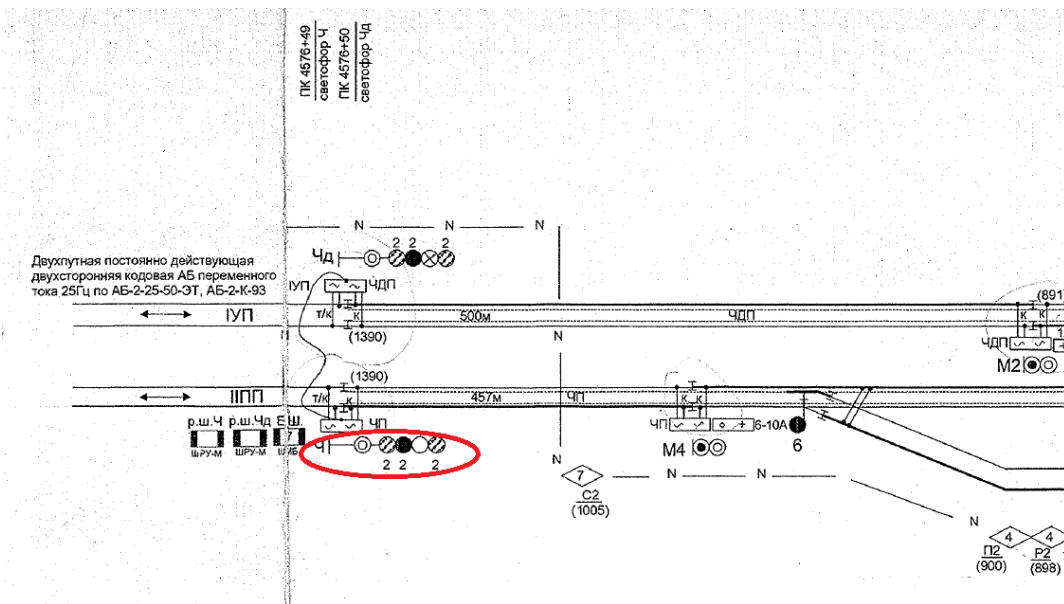 ПК 4576+49
светофор Ч
ПК 4576+50
светофор Чд
N N N
Чд 2 2 2
Двухпутная постоянно действующая
двухсторонняя кодовая АБ переменного
тока 25Гц по АБ-2-25-50-ЭТ, АБ-2-К-93
IУП ЧДП
(891
IУП т/к К 500м ЧДП К К
(1390) N ЧДП
М2
(1390)
IIПП т/к К 457м ЧП К К
р.ш.Ч р.ш.Чд Б.Ш. ЧП ЧП 6-10А
7
ШРУ-М ШРУ-М
Ч М4 6
2 2 2
N
7 N N
С2
(1005)
N
4 4
П2 Р2
(900) (898)